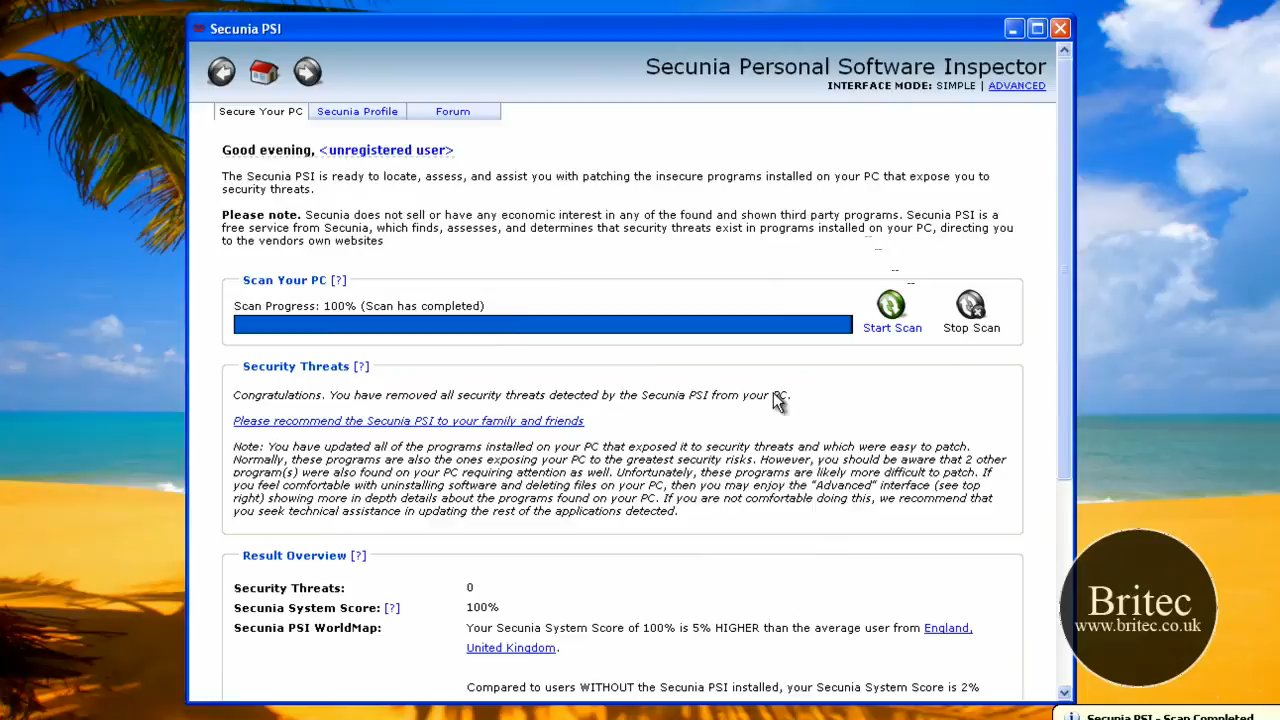 Secunia PSI
Secunia Personal Software Inspector
INTERFACE MODE: SIMPLE | ADVANCED
Secure Your PC Secunia Profile Forum
Good evening, <unregistered user>
The Secunia PSI is ready to locate, assess, and assist you with patching the insecure programs installed on your PC that expose you to
security threats.
Please note. Secunia does not sell or have any economic interest in any of the found and shown third party programs. Secunia PSI is a
free service from Secunia, which finds, assesses, and determines that security threats exist in programs installed on your PC, directing you
to the vendors own websites
Scan Your PC [?]
Scan Progress: 100% (Scan has completed)
Start Scan Stop Scan
Security Threats [?]
Congratulations. You have removed all security threats detected by the Secunia PSI from your PC.
Please recommend the Secunia PSI to your family and friends
Note: You have updated all of the programs installed on your PC that exposed it to security threats and which were easy to patch.
Normally, these programs are also the ones exposing your PC to the greatest security risks. However, you should be aware that 2 other
program(s) were also found on your PC requiring attention as well. Unfortunately, these programs are likely more difficult to patch. If
you feel comfortable with uninstalling software and deleting files on your PC, then you may enjoy the "Advanced" interface (see top
right) showing more in depth details about the programs found on your PC. If you are not comfortable doing this, we recommend that
you seek technical assistance in updating the rest of the applications detected.
Result Overview [?]
Security Threats: 0
Secunia System Score: [?] 100%
Secunia PSI WorldMap: Your Secunia System Score of 100% is 5% HIGHER than the average user from England,
United Kingdom.
Compared to users WITHOUT the Secunia PSI installed, your Secunia System Score is 2%
Britec
www.britec.co.uk
Secunia PSI - Scan Completed